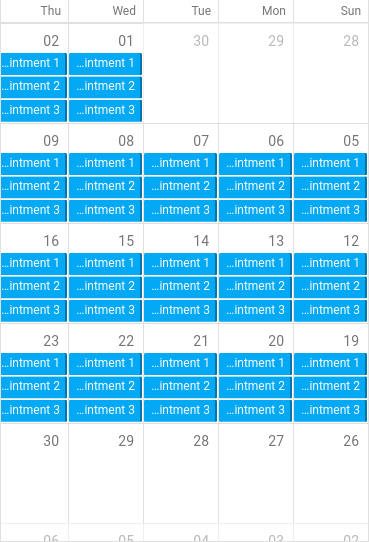 Thu Wed Tue Mon Sun
02 01 30 29 28
...intment 1 ...intment 1
...intment 2 ...intment 2
...intment 3 ...intment 3
09 08 07 06 05
...intment 1 ...intment 1 ...intment 1 ...intment 1 ...intment 1
...intment 2 ...intment 2 ...intment 2 ...intment 2 ...intment 2
...intment 3 ...intment 3 ...intment 3 ...intment 3 ...intment 3
16 15 14 13 12
...intment 1 ...intment 1 ...intment 1 ...intment 1 ...intment 1
...intment 2 ...intment 2 ...intment 2 ...intment 2 ...intment 2
...intment 3 ...intment 3 ...intment 3 ...intment 3 ...intment 3
23 22 21 20 19
...intment 1 ...intment 1 ...intment 1 ...intment 1 ...intment 1
...intment 2 ...intment 2 ...intment 2 ...intment 2 ...intment 2
...intment 3 ...intment 3 ...intment 3 ...intment 3 ...intment 3
30 29 28 27 26